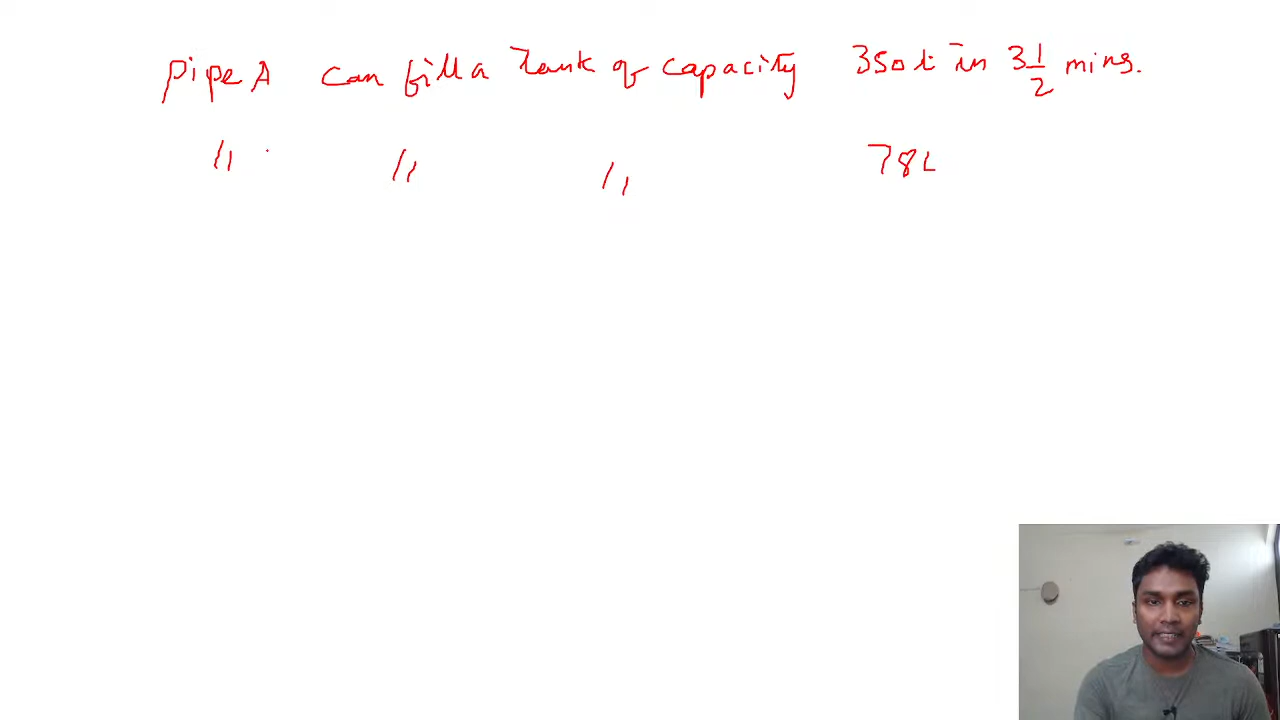 Pipe A can fill a tank of capacity 350 l in 3 1/2 mins.
〃 〃 〃 78L